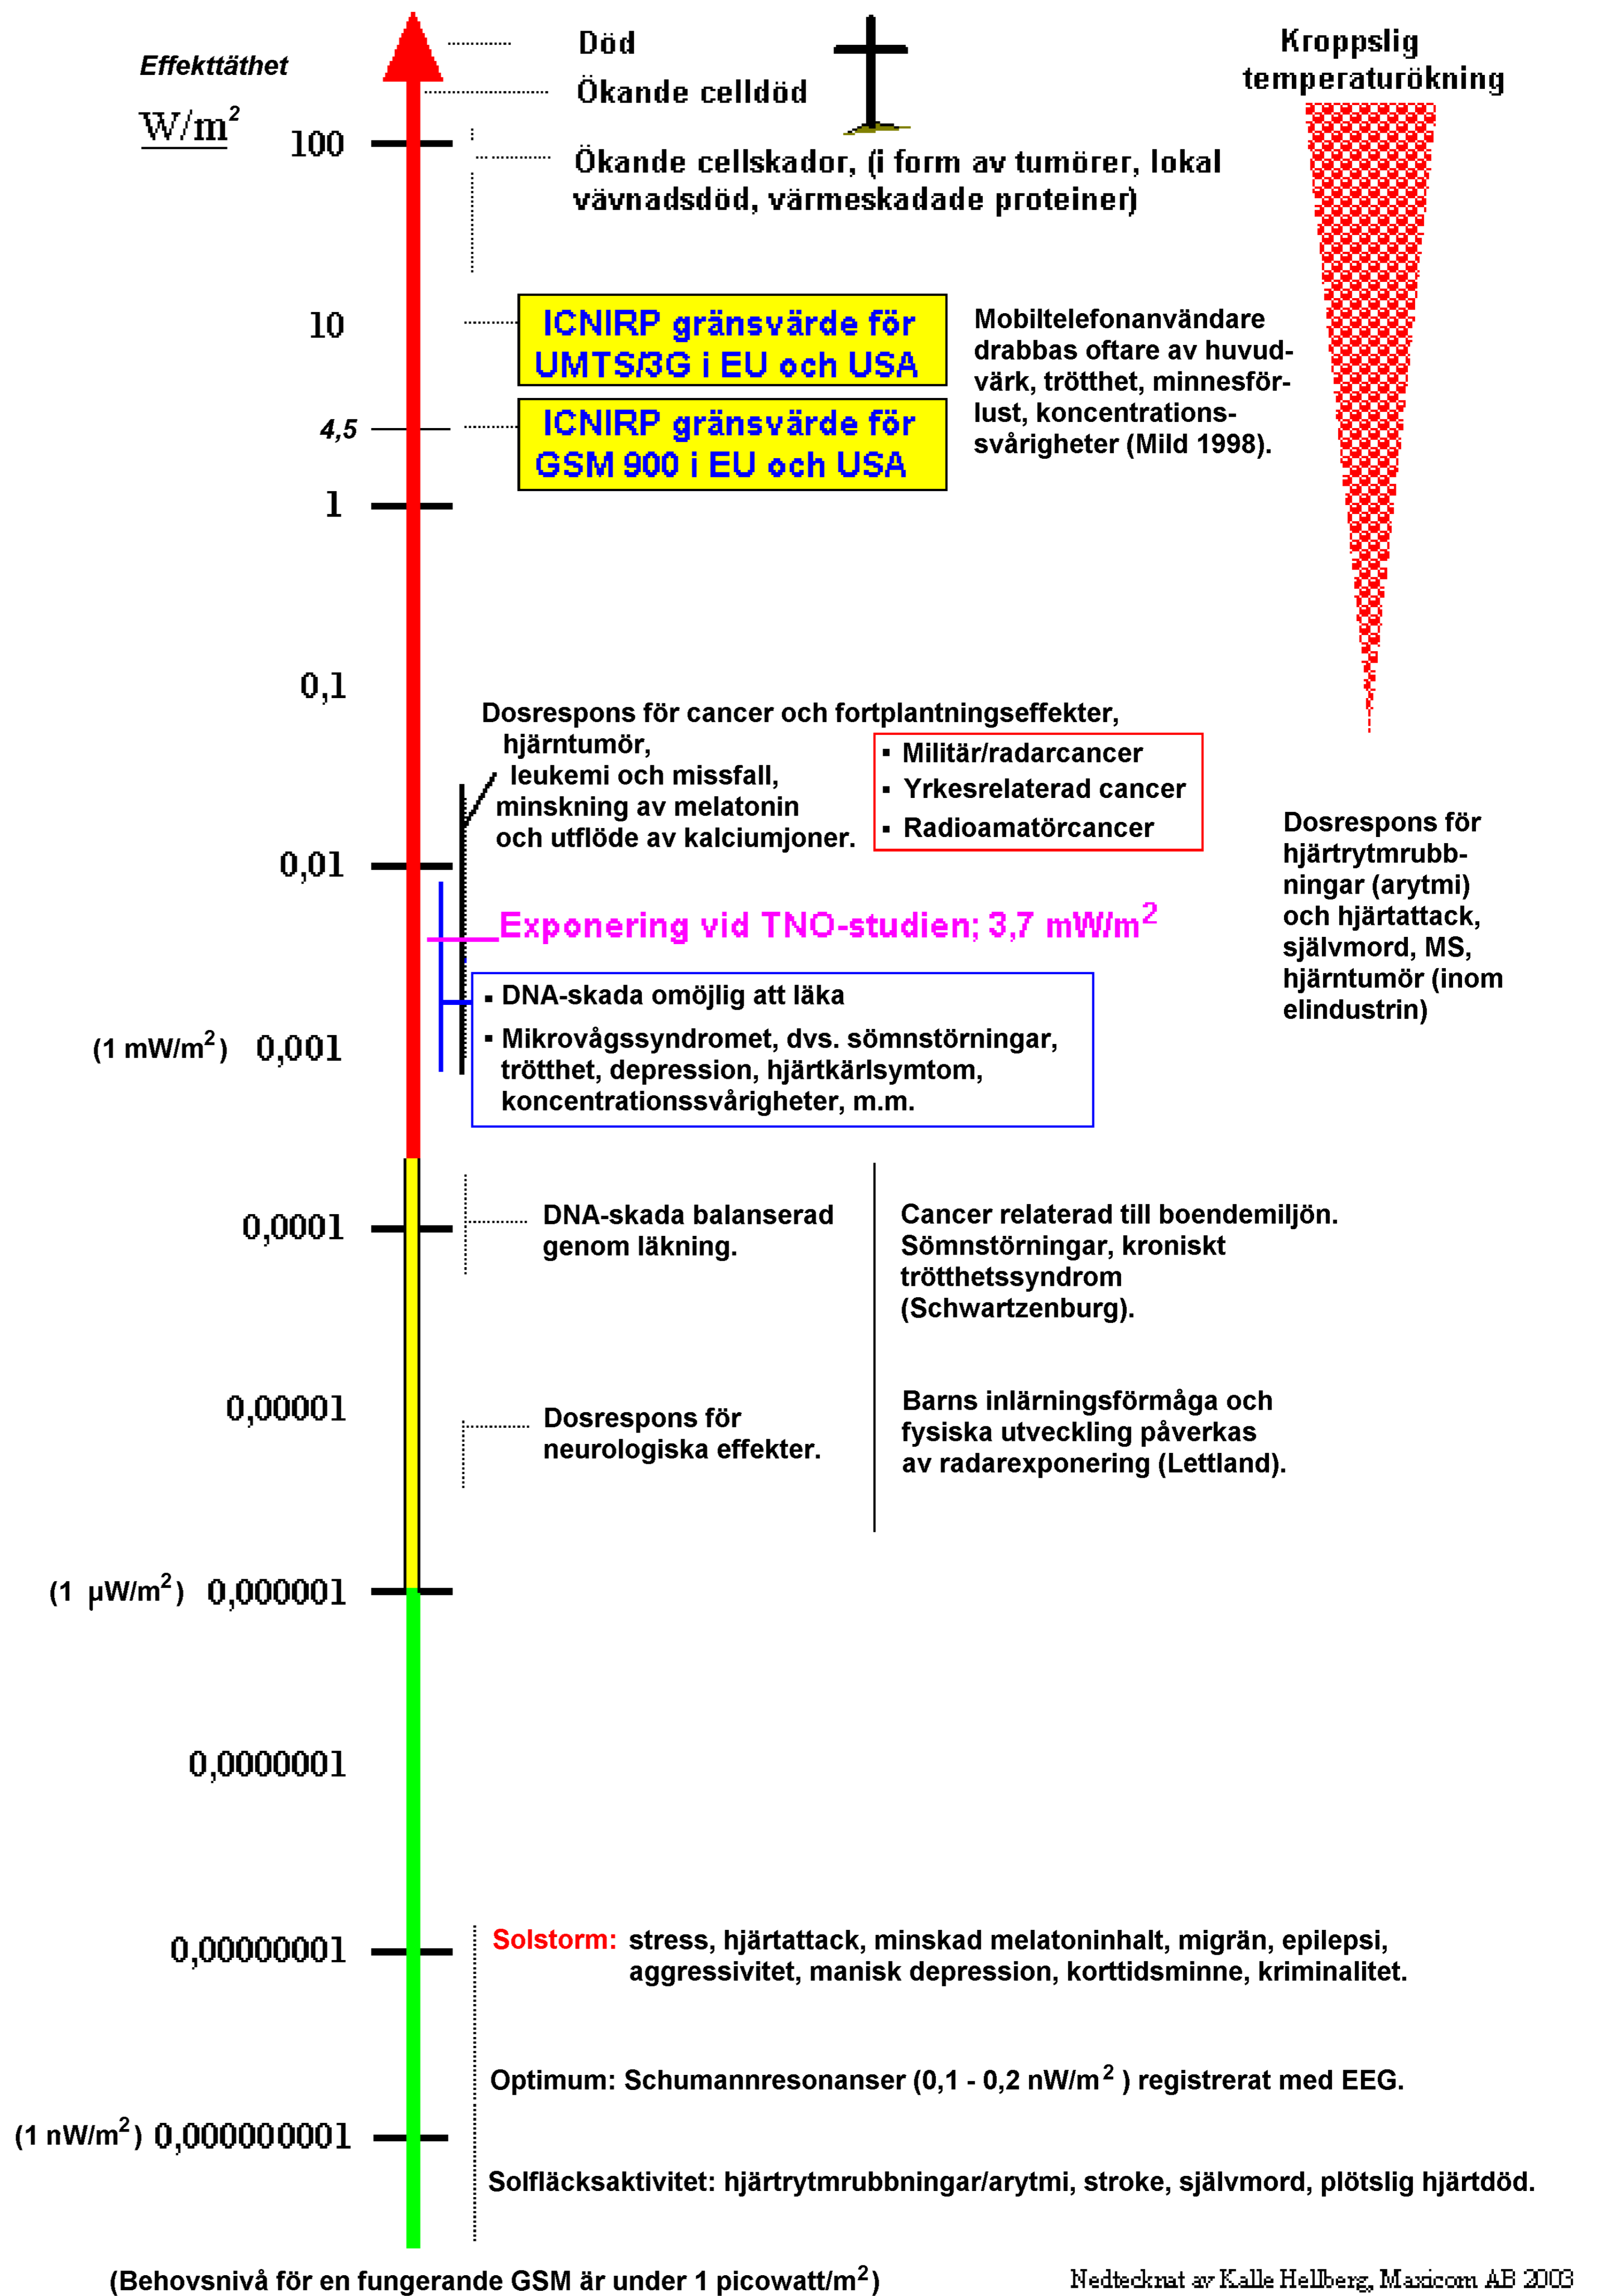 Effekttäthet
W/m²
Död
Ökande celldöd
Kroppslig
temperaturökning
100
Ökande cellskador, (i form av tumörer, lokal
vävnadsdöd, värmeskadade proteiner)
10
ICNIRP gränsvärde för
UMTS/3G i EU och USA
Mobiltelefonanvändare
drabbas oftare av huvud-
värk, trötthet, minnesför-
lust, koncentrations-
svårigheter (Mild 1998).
4,5
ICNIRP gränsvärde för
GSM 900 i EU och USA
1
0,1
Dosrespons för cancer och fortplantningseffekter,
hjärntumör,
leukemi och missfall,
minskning av melatonin
och utflöde av kalciumjoner.
▪ Militär/radarcancer
▪ Yrkesrelaterad cancer
▪ Radioamatörcancer
Dosrespons för
hjärtrytmrubb-
ningar (arytmi)
och hjärtattack,
självmord, MS,
hjärntumör (inom
elindustrin)
0,01
Exponering vid TNO-studien; 3,7 mW/m²
▪ DNA-skada omöjlig att läka
▪ Mikrovågssyndromet, dvs. sömnstörningar,
trötthet, depression, hjärtkärlsymtom,
koncentrationssvårigheter, m.m.
(1 mW/m²) 0,001
0,0001
DNA-skada balanserad
genom läkning.
Cancer relaterad till boendemiljön.
Sömnstörningar, kroniskt
trötthetssyndrom
(Schwartzenburg).
0,00001
Dosrespons för
neurologiska effekter.
Barns inlärningsförmåga och
fysiska utveckling påverkas
av radarexponering (Lettland).
(1 µW/m²) 0,000001
0,0000001
0,00000001
Solstorm: stress, hjärtattack, minskad melatoninhalt, migrän, epilepsi,
aggressivitet, manisk depression, korttidsminne, kriminalitet.
Optimum: Schumannresonanser (0,1 - 0,2 nW/m² ) registrerat med EEG.
(1 nW/m²) 0,000000001
Solfläcksaktivitet: hjärtrytmrubbningar/arytmi, stroke, självmord, plötslig hjärtdöd.
(Behovsnivå för en fungerande GSM är under 1 picowatt/m²)
Nedtecknat av Kalle Hellberg, Maxicom AB 2003